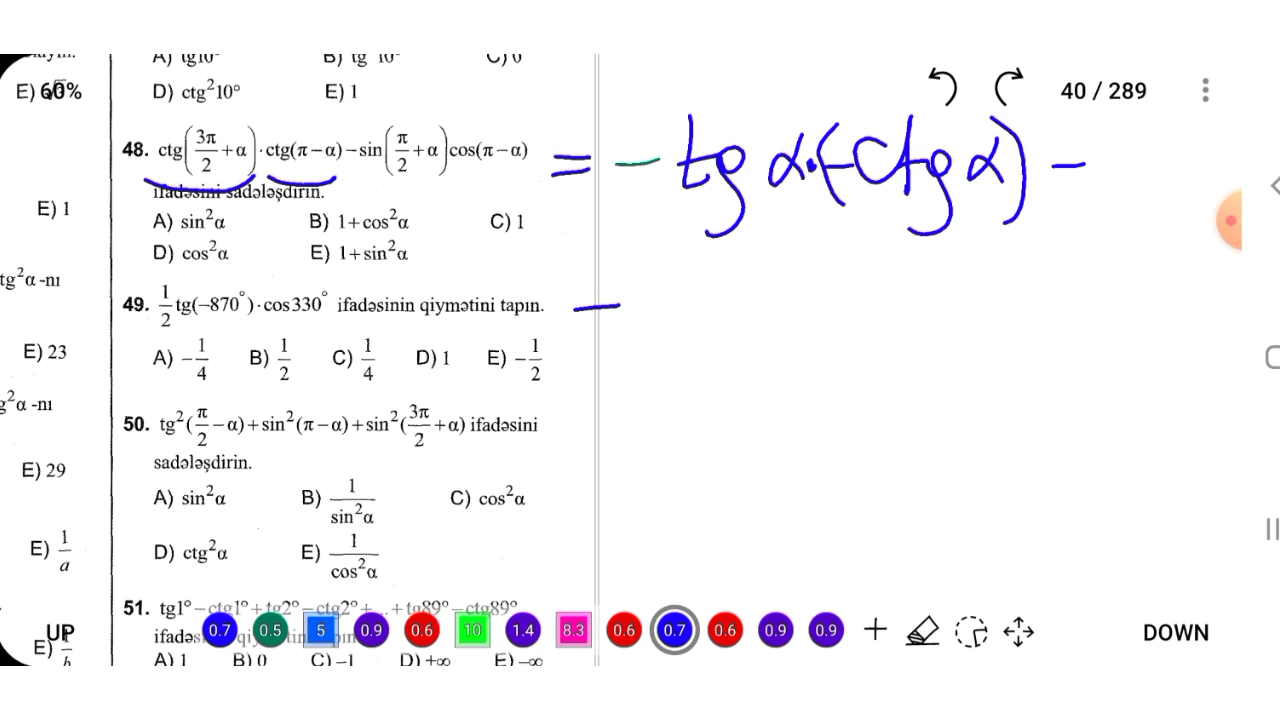 A) tg10° B) tg²10° C) 0
E) 60% D) ctg²10° E) 1
40 / 289
48. ctg(3π/2+α)·ctg(π−α)−sin(π/2+α)cos(π−α) = − tg α·(−ctg α) −
ifadəsini sadələşdirin.
E) 1
A) sin²α B) 1+cos²α C) 1
D) cos²α E) 1+sin²α
tg²α -nı
49. 1/2 tg(−870°)·cos330° ifadəsinin qiymətini tapın. −
E) 23
A) −1/4 B) 1/2 C) 1/4 D) 1 E) −1/2
g²α -nı
50. tg²(π/2−α)+sin²(π−α)+sin²(3π/2+α) ifadəsini
sadələşdirin.
E) 29
A) sin²α B) 1/sin²α C) cos²α
E) 1/a
D) ctg²α E) 1/cos²α
51. tg1°−ctg1°+tg2°−ctg2°+...+tg89°−ctg89°
UP
0.7 0.5 5 0.9 0.6 10 1.4 8.3 0.6 0.7 0.6 0.9 0.9 +
DOWN
A) 1 B) 0 C) −1 D) +∞ E) −∞